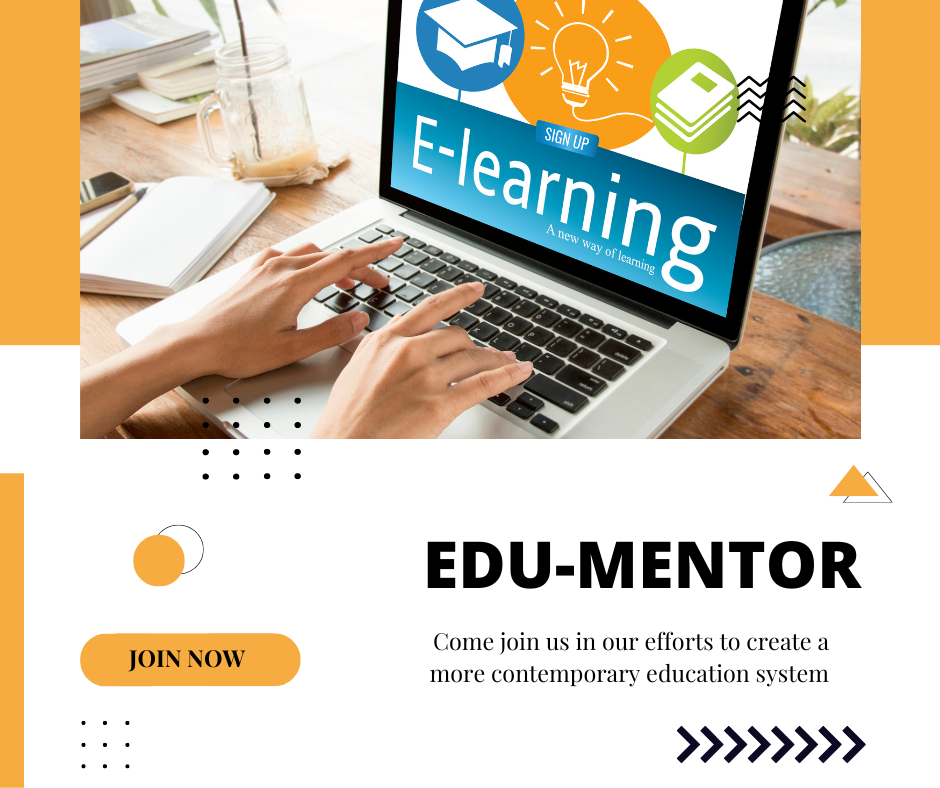 SIGN UP
E-learning
A new way of learning
EDU-MENTOR
JOIN NOW
Come join us in our efforts to create a
more contemporary education system